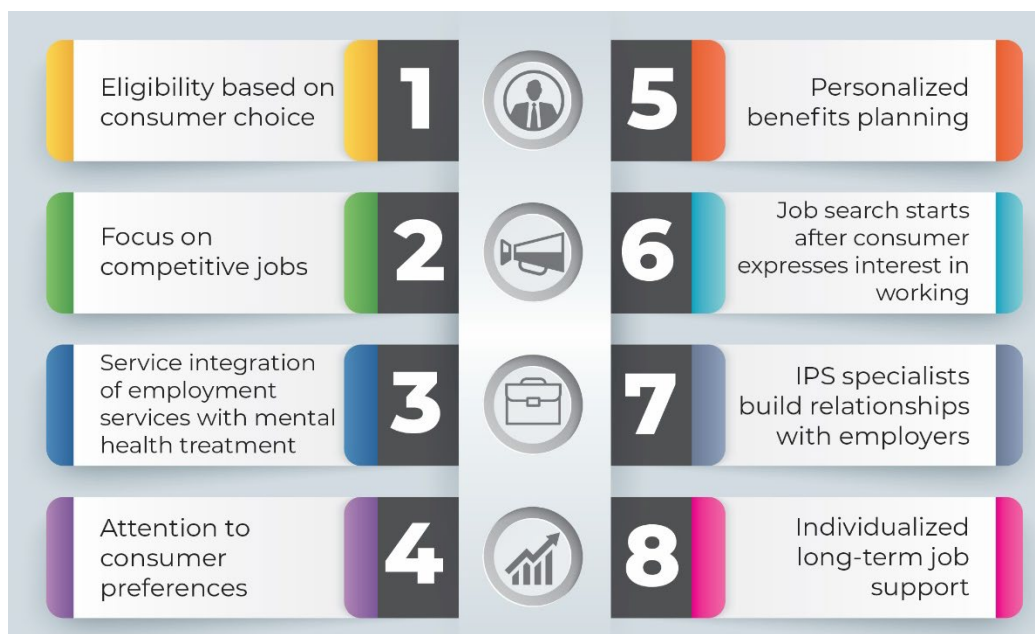 Eligibility based on
consumer choice
1
Focus on
competitive jobs
2
Service integration
of employment
services with mental
health treatment
3
Attention to
consumer
preferences
4
5
Personalized
benefits planning
6
Job search starts
after consumer
expresses interest in
working
7
IPS specialists
build relationships
with employers
8
Individualized
long-term job
support